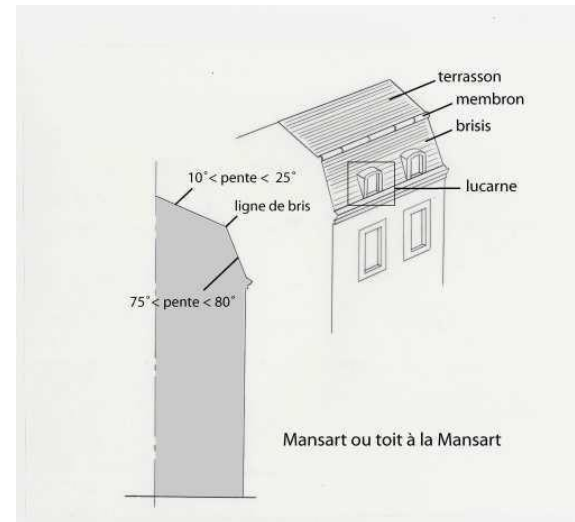 terrasson
membron
brisis
lucarne
10°< pente < 25°
ligne de bris
75°< pente < 80°
Mansart ou toit à la Mansart